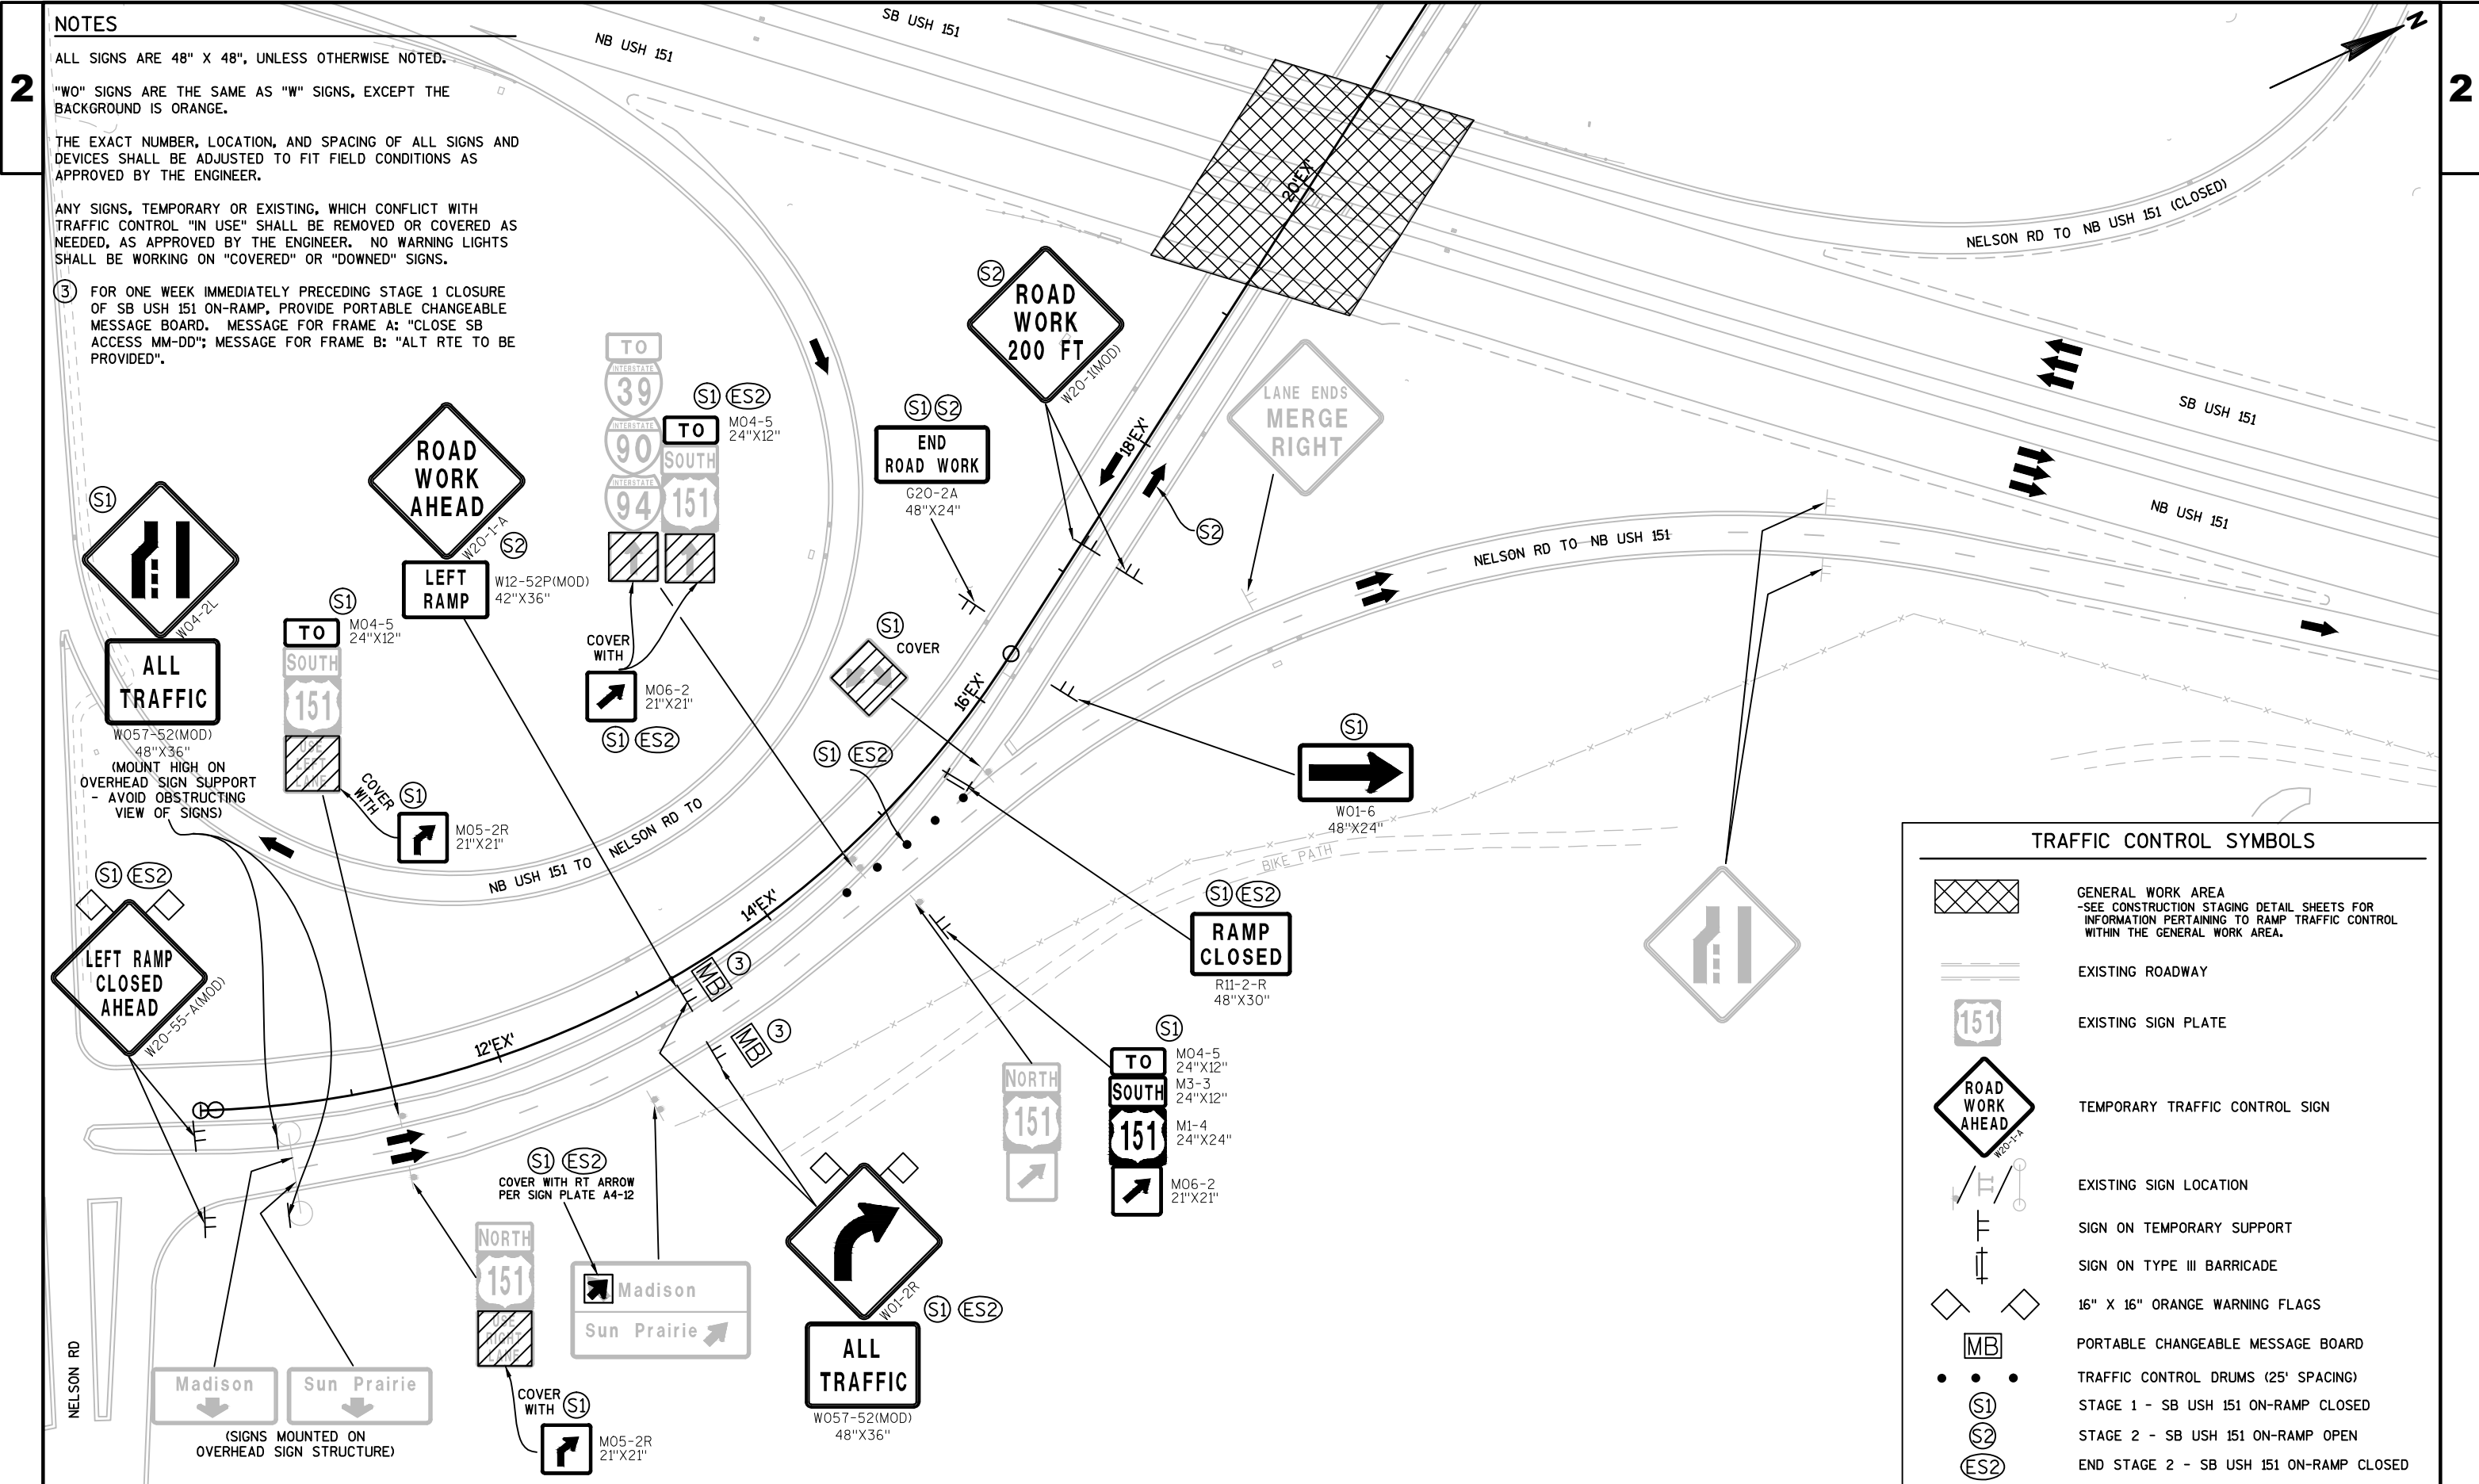 2
2
NOTES
ALL SIGNS ARE 48" X 48", UNLESS OTHERWISE NOTED.
"WO" SIGNS ARE THE SAME AS "W" SIGNS, EXCEPT THE
BACKGROUND IS ORANGE.
THE EXACT NUMBER, LOCATION, AND SPACING OF ALL SIGNS AND
DEVICES SHALL BE ADJUSTED TO FIT FIELD CONDITIONS AS
APPROVED BY THE ENGINEER.
ANY SIGNS, TEMPORARY OR EXISTING, WHICH CONFLICT WITH
TRAFFIC CONTROL "IN USE" SHALL BE REMOVED OR COVERED AS
NEEDED, AS APPROVED BY THE ENGINEER. NO WARNING LIGHTS
SHALL BE WORKING ON "COVERED" OR "DOWNED" SIGNS.
3 FOR ONE WEEK IMMEDIATELY PRECEDING STAGE 1 CLOSURE
OF SB USH 151 ON-RAMP, PROVIDE PORTABLE CHANGEABLE
MESSAGE BOARD. MESSAGE FOR FRAME A: "CLOSE SB
ACCESS MM-DD"; MESSAGE FOR FRAME B: "ALT RTE TO BE
PROVIDED".
NB USH 151
SB USH 151
N
20'EX'
NELSON RD TO NB USH 151 (CLOSED)
SB USH 151
NB USH 151
S2
ROAD
WORK
200 FT
W20-1(MOD)
18'EX'
S2
LANE ENDS
MERGE
RIGHT
NELSON RD TO NB USH 151
TO
INTERSTATE
39
INTERSTATE
90
INTERSTATE
94
S1 ES2
TO
M04-5
24"X12"
SOUTH
151
COVER
WITH
M06-2
21"X21"
S1 ES2
S1 S2
END
ROAD WORK
G20-2A
48"X24"
ROAD
WORK
AHEAD
W20-1-A
S2
LEFT
RAMP
W12-52P(MOD)
42"X36"
S1
W04-2L
ALL
TRAFFIC
W057-52(MOD)
48"X36"
(MOUNT HIGH ON
OVERHEAD SIGN SUPPORT
- AVOID OBSTRUCTING
VIEW OF SIGNS)
S1
TO
M04-5
24"X12"
SOUTH
151
USE
LEFT
LANE
COVER
WITH
S1
M05-2R
21"X21"
S1
COVER
16'EX'
S1 ES2
S1
W01-6
48"X24"
NB USH 151 TO NELSON RD TO
14'EX'
BIKE PATH
S1 ES2
RAMP
CLOSED
R11-2-R
48"X30"
S1 ES2
LEFT RAMP
CLOSED
AHEAD
W20-55-A(MOD)
12'EX'
MB 3
MB 3
NORTH
151
S1
TO
M04-5
24"X12"
SOUTH
M3-3
24"X12"
151
M1-4
24"X24"
M06-2
21"X21"
S1 ES2
COVER WITH RT ARROW
PER SIGN PLATE A4-12
Madison
Sun Prairie
NORTH
151
USE
RIGHT
LANE
COVER
WITH S1
M05-2R
21"X21"
W01-2R
S1 ES2
ALL
TRAFFIC
W057-52(MOD)
48"X36"
NELSON RD
Madison
Sun Prairie
(SIGNS MOUNTED ON
OVERHEAD SIGN STRUCTURE)
TRAFFIC CONTROL SYMBOLS
GENERAL WORK AREA
-SEE CONSTRUCTION STAGING DETAIL SHEETS FOR
INFORMATION PERTAINING TO RAMP TRAFFIC CONTROL
WITHIN THE GENERAL WORK AREA.
EXISTING ROADWAY
151
EXISTING SIGN PLATE
ROAD
WORK
AHEAD
W20-1-A
TEMPORARY TRAFFIC CONTROL SIGN
EXISTING SIGN LOCATION
SIGN ON TEMPORARY SUPPORT
SIGN ON TYPE III BARRICADE
16" X 16" ORANGE WARNING FLAGS
MB
PORTABLE CHANGEABLE MESSAGE BOARD
TRAFFIC CONTROL DRUMS (25' SPACING)
S1
STAGE 1 - SB USH 151 ON-RAMP CLOSED
S2
STAGE 2 - SB USH 151 ON-RAMP OPEN
ES2
END STAGE 2 - SB USH 151 ON-RAMP CLOSED